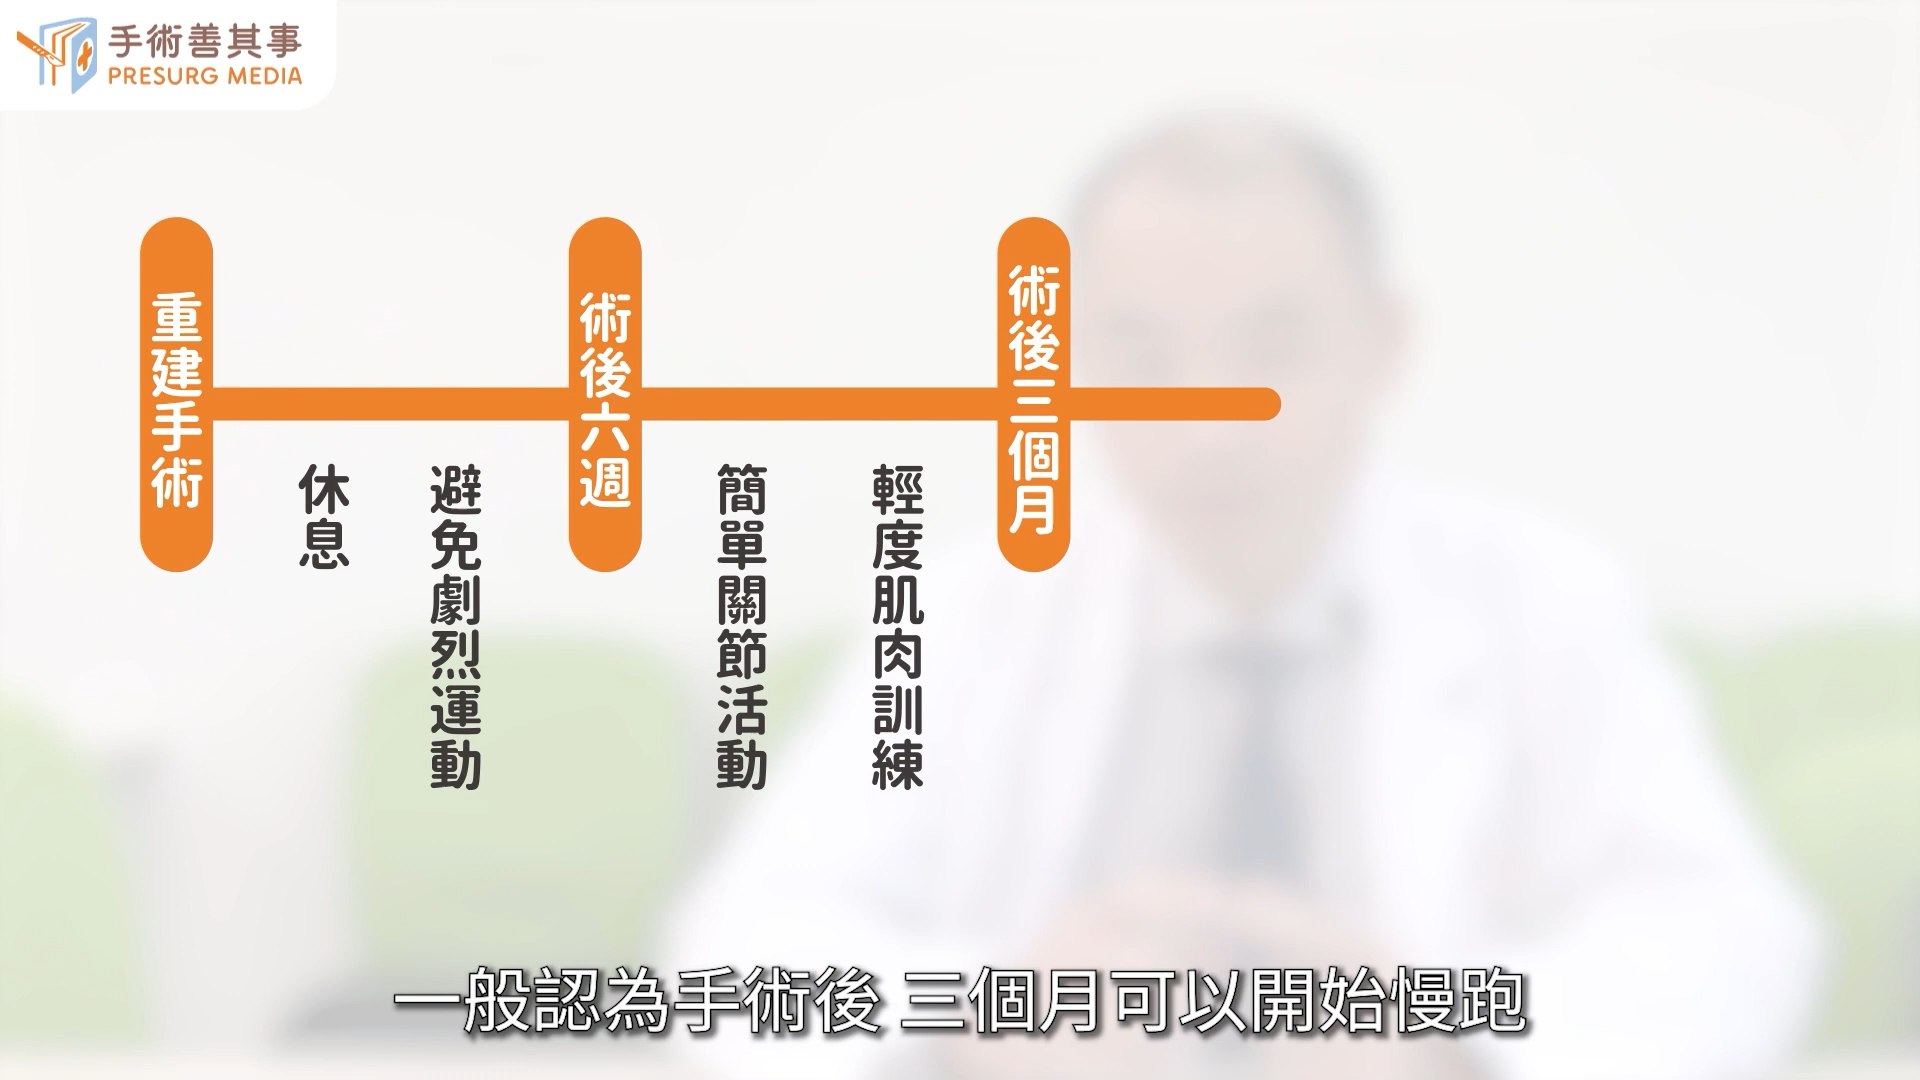 手術善其事
PRESURG MEDIA
重建手術
休息
避免劇烈運動
術後六週
簡單關節活動
輕度肌肉訓練
術後三個月
一般認為手術後 三個月可以開始慢跑